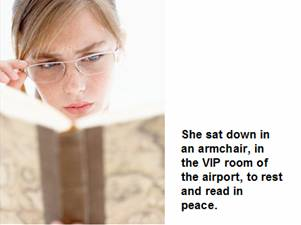 She sat down in
an armchair, in
the VIP room of
the airport, to rest
and read in
peace.